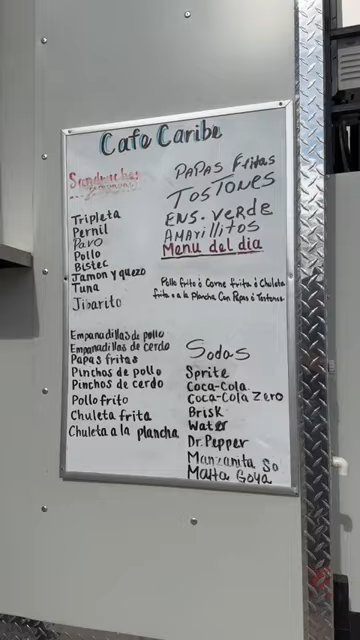 Cafe Caribe
Sandwiches
Tripleta
Pernil
Pavo
Pollo
Bistec
Jamon y quezo
Tuna
Jibarito
Empanadillas de pollo
Empanadillas de cerdo
Papas fritas
Pinchos de pollo
Pinchos de cerdo
Pollo frito
Chuleta frita
Chuleta a la plancha
PAPAS Fritas
TOSTONES
ENS. VERDE
AMARILLITOS
Menu del dia
Pollo frito ó Carne frita ó Chuleta
frita o a la plancha Con Papas ó Tostones
Sodas
Sprite
Coca-Cola
Coca-Cola Zero
Brisk
Water
Dr. Pepper
Manzanita So
Malta Goya